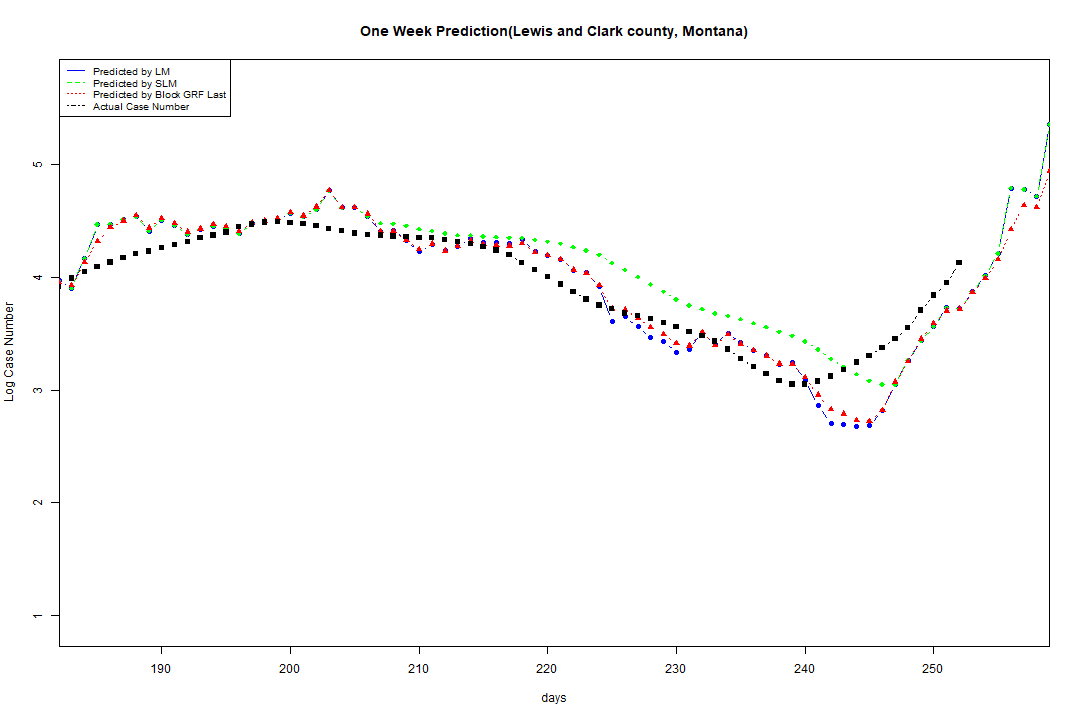 One Week Prediction(Lewis and Clark county, Montana)
Predicted by LM
Predicted by SLM
Predicted by Block GRF Last
Actual Case Number
5
4
3
2
1
Log Case Number
190 200 210 220 230 240 250
days